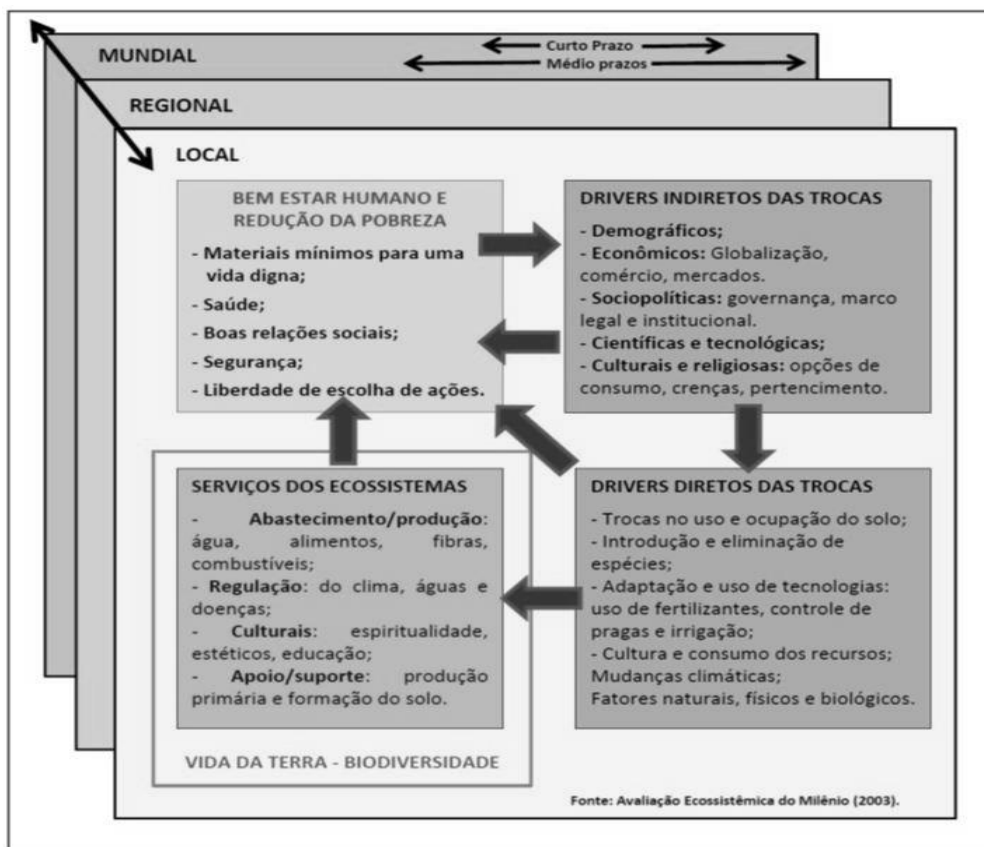 MUNDIAL
Curto Prazo
Médio prazos
REGIONAL
LOCAL
BEM ESTAR HUMANO E
REDUÇÃO DA POBREZA
- Materiais mínimos para uma
vida digna;
- Saúde;
- Boas relações sociais;
- Segurança;
- Liberdade de escolha de ações.
DRIVERS INDIRETOS DAS TROCAS
- Demográficos;
- Econômicos: Globalização,
comércio, mercados.
- Sociopolíticas: governança, marco
legal e institucional.
- Científicas e tecnológicas;
- Culturais e religiosas: opções de
consumo, crenças, pertencimento.
SERVIÇOS DOS ECOSSISTEMAS
- Abastecimento/produção:
água, alimentos, fibras,
combustíveis;
- Regulação: do clima, águas e
doenças;
- Culturais: espiritualidade,
estéticos, educação;
- Apoio/suporte: produção
primária e formação do solo.
VIDA DA TERRA - BIODIVERSIDADE
DRIVERS DIRETOS DAS TROCAS
- Trocas no uso e ocupação do solo;
- Introdução e eliminação de
espécies;
- Adaptação e uso de tecnologias:
uso de fertilizantes, controle de
pragas e irrigação;
- Cultura e consumo dos recursos;
Mudanças climáticas;
Fatores naturais, físicos e biológicos.
Fonte: Avaliação Ecossistêmica do Milênio (2003).